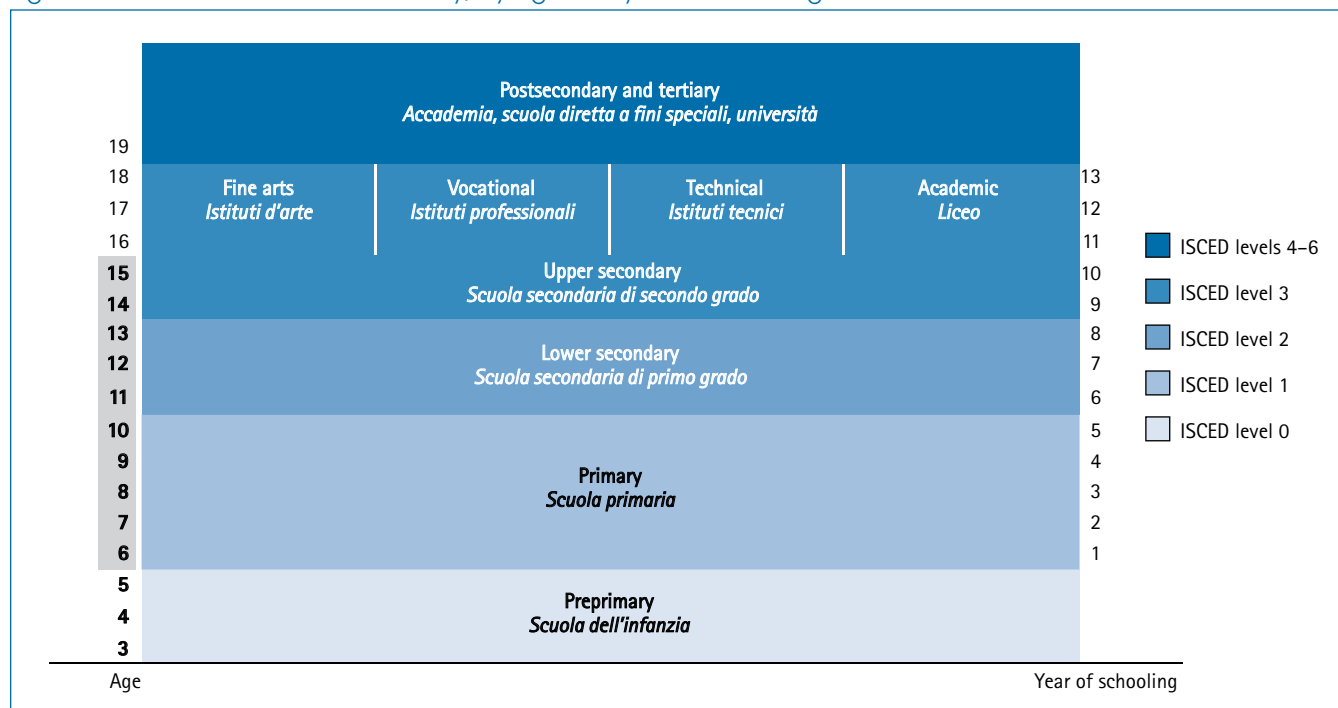 Postsecondary and tertiary
Accademia, scuola diretta a fini speciali, università
19
18
Fine arts
Vocational
Technical
Academic
13
17
Istituti d'arte
Istituti professionali
Istituti tecnici
Liceo
12
16
11
ISCED levels 4–6
15
Upper secondary
10
Scuola secondaria di secondo grado
14
9
ISCED level 3
13
8
ISCED level 2
Lower secondary
12
7
Scuola secondaria di primo grado
ISCED level 1
11
6
10
5
ISCED level 0
9
4
Primary
8
3
Scuola primaria
7
2
6
1
5
Preprimary
4
Scuola dell'infanzia
3
Age
Year of schooling